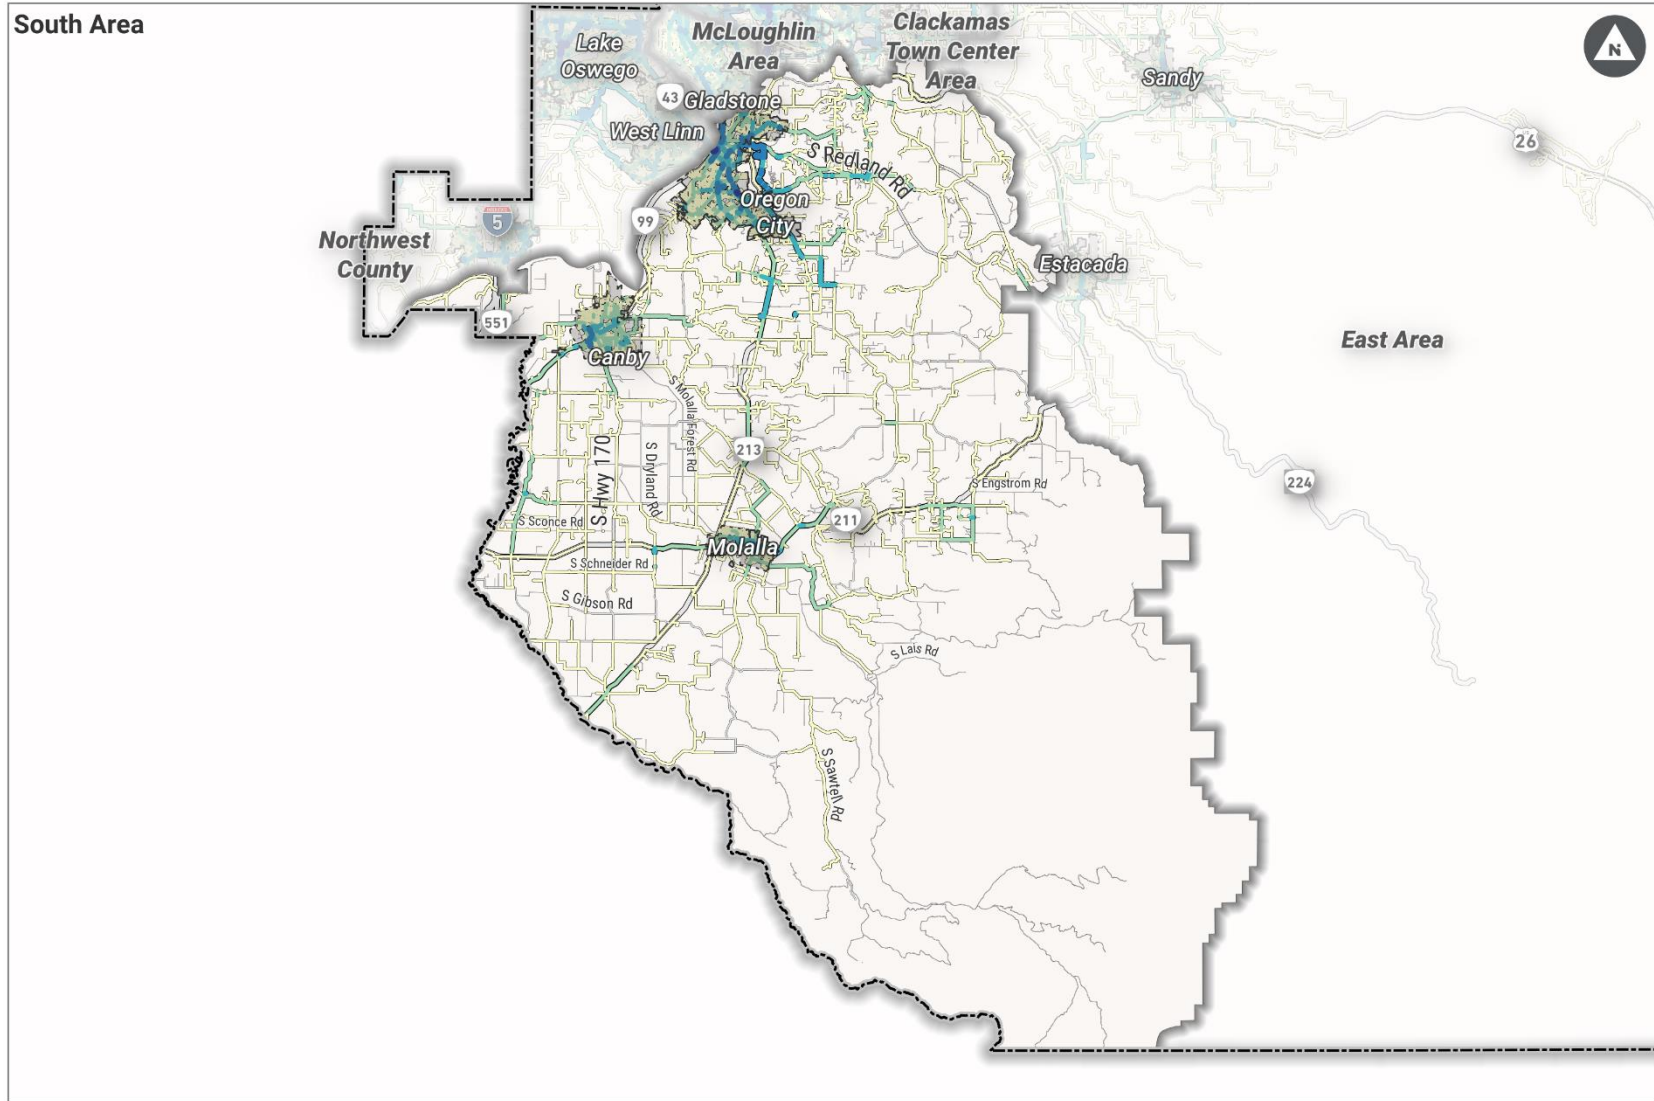 South Area
Lake
Oswego
McLoughlin
Area
Clackamas
Town Center
Area
N
Sandy
43
Gladstone
West Linn
26
S Redland Rd
Oregon
City
99
5
Northwest
County
Estacada
551
East Area
Canby
S Molalla Forest Rd
S Hwy 170
S Dryland Rd
213
224
S Engstrom Rd
211
S Sconce Rd
Molalla
S Schneider Rd
S Gibson Rd
S Lais Rd
S Sawtell Rd